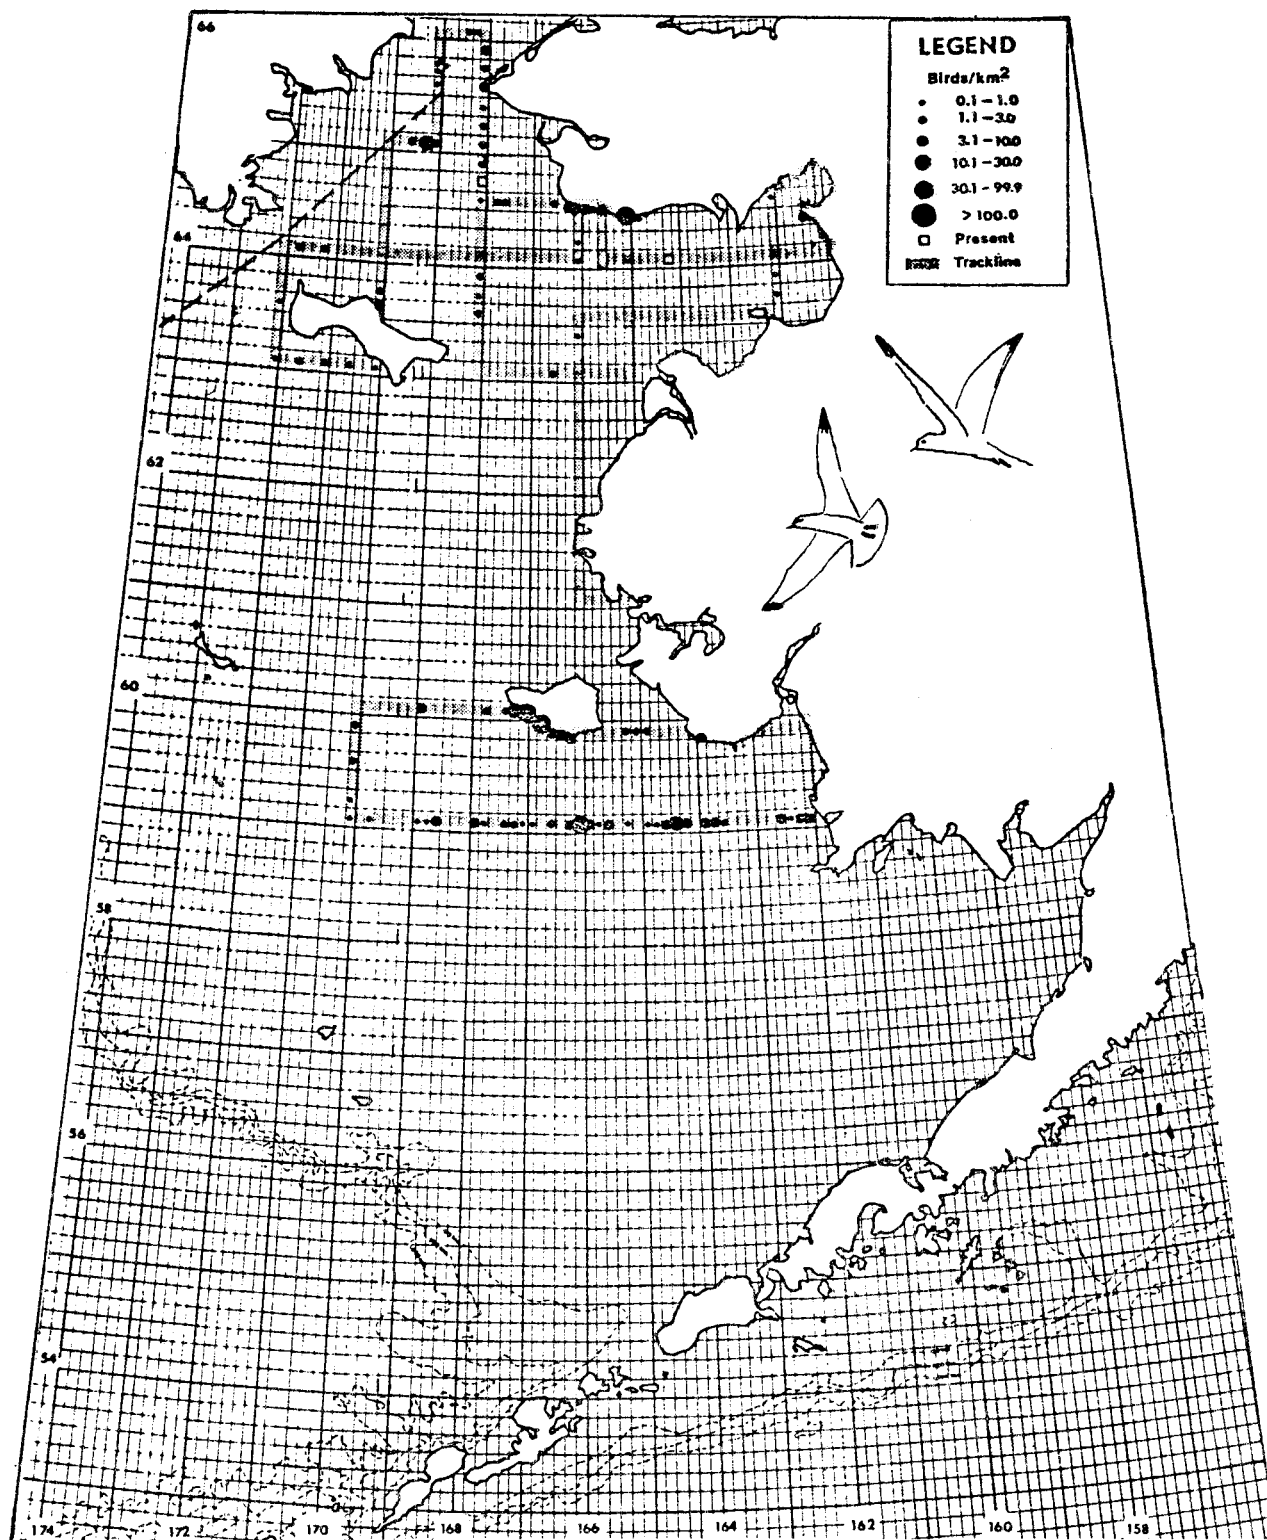 66
LEGEND
Birds/km²
0.1 – 1.0
1.1 – 3.0
3.1 – 10.0
10.1 – 30.0
30.1 – 99.9
> 100.0
Present
Trackline
64
62
60
58
56
54
174 172 170 168 166 164 162 160 158